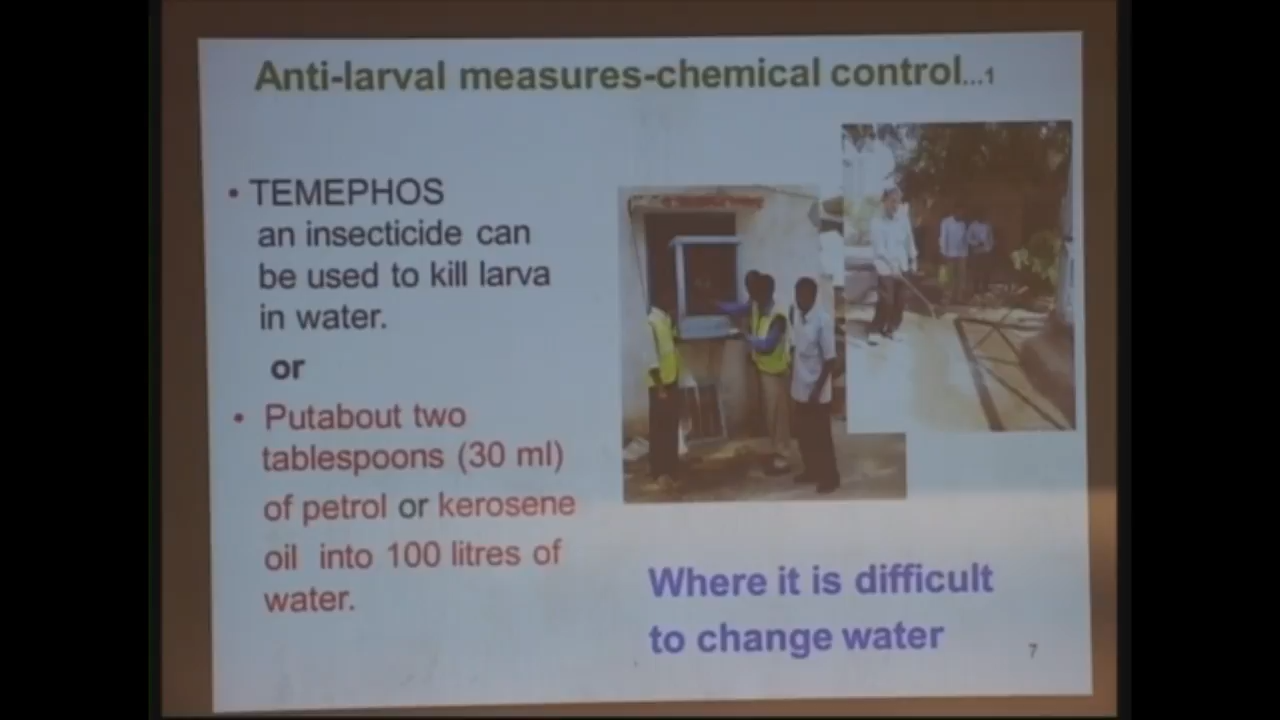 Anti-larval measures-chemical control...1
• TEMEPHOS
an insecticide can
be used to kill larva
in water.
or
• Putabout two
tablespoons (30 ml)
of petrol or kerosene
oil into 100 litres of
water.
Where it is difficult
to change water
7